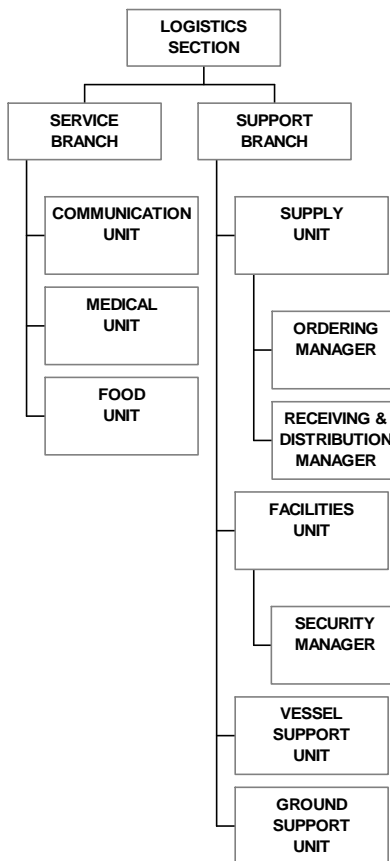 LOGISTICS
SECTION
SERVICE
BRANCH
SUPPORT
BRANCH
COMMUNICATION
UNIT
MEDICAL
UNIT
FOOD
UNIT
SUPPLY
UNIT
ORDERING
MANAGER
RECEIVING &
DISTRIBUTION
MANAGER
FACILITIES
UNIT
SECURITY
MANAGER
VESSEL
SUPPORT
UNIT
GROUND
SUPPORT
UNIT